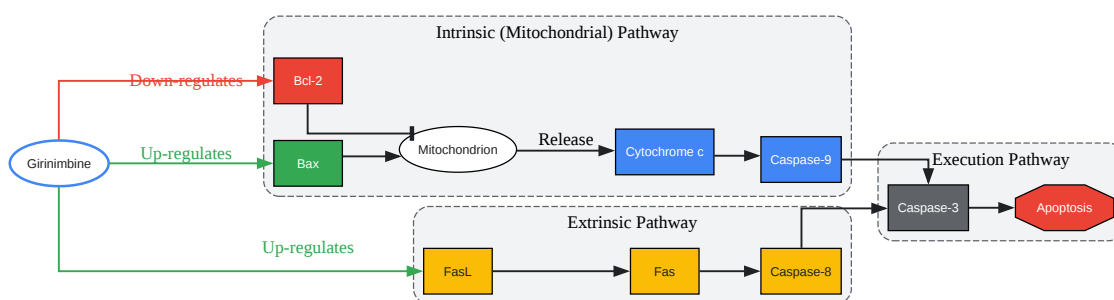 Intrinsic (Mitochondrial) Pathway
Down-regulates
Bcl-2
Girinimbine
Up-regulates
Bax
Mitochondrion
Release
Cytochrome c
Caspase-9
Execution Pathway
Caspase-3
Apoptosis
Extrinsic Pathway
Up-regulates
FasL
Fas
Caspase-8